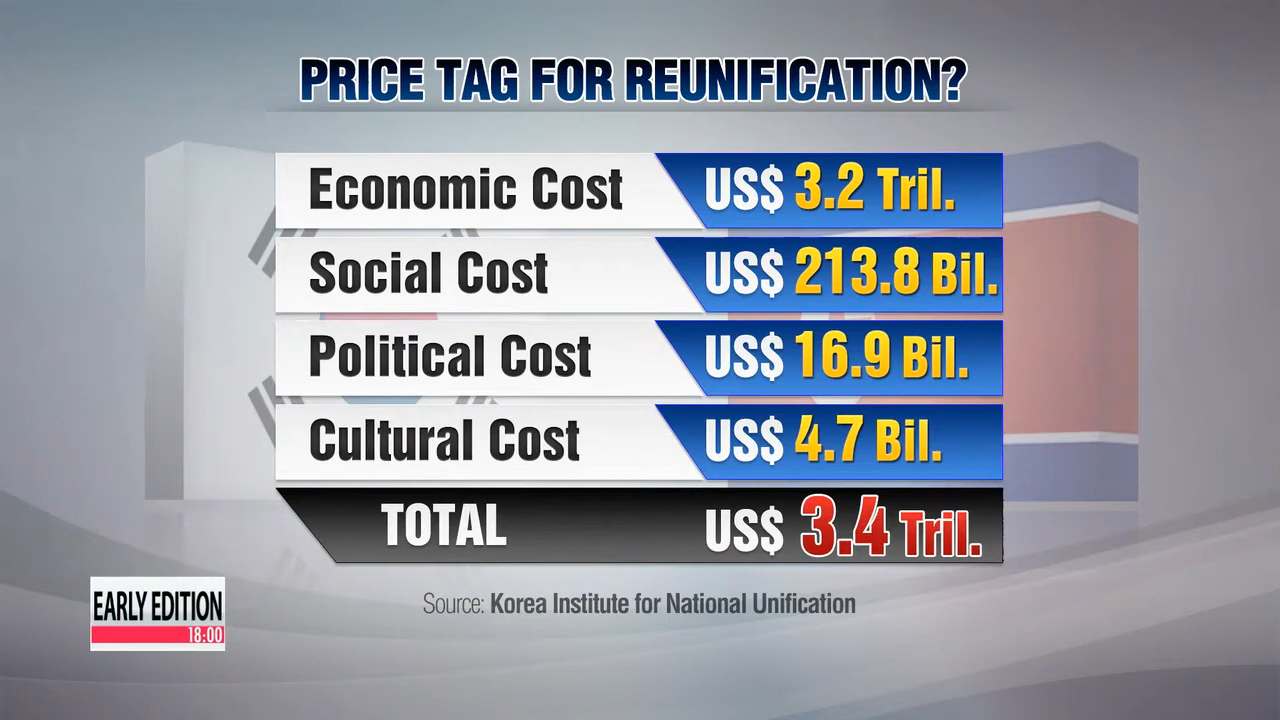 PRICE TAG FOR REUNIFICATION?
Economic Cost US$ 3.2 Tril.
Social Cost US$ 213.8 Bil.
Political Cost US$ 16.9 Bil.
Cultural Cost US$ 4.7 Bil.
TOTAL US$ 3.4 Tril.
Source: Korea Institute for National Unification
EARLY EDITION
18:00